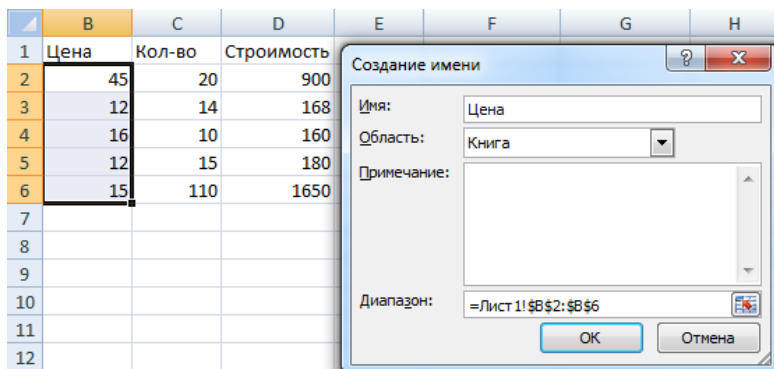 B C D E F G H
1 Цена Кол-во Строимость
2 45 20 900
3 12 14 168
4 16 10 160
5 12 15 180
6 15 110 1650
7
8
9
10
11
12
Создание имени ?
Имя: Цена
Область: Книга
Примечание:
Диапазон: =Лист1!$B$2:$B$6
ОК Отмена